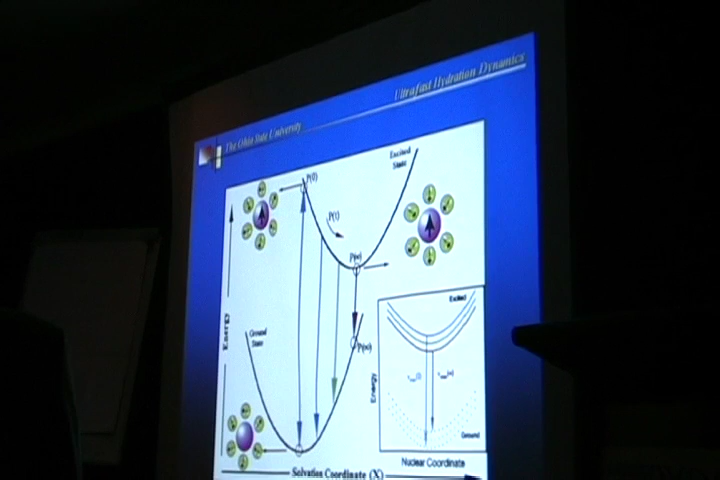 The Ohio State University
Ultrafast Hydration Dynamics
Excited
State
P(0)
P(t)
P(∞)
Energy
Ground
State
P(∞)
Excited
Energy
Ground
Nuclear Coordinate
Solvation Coordinate (X)